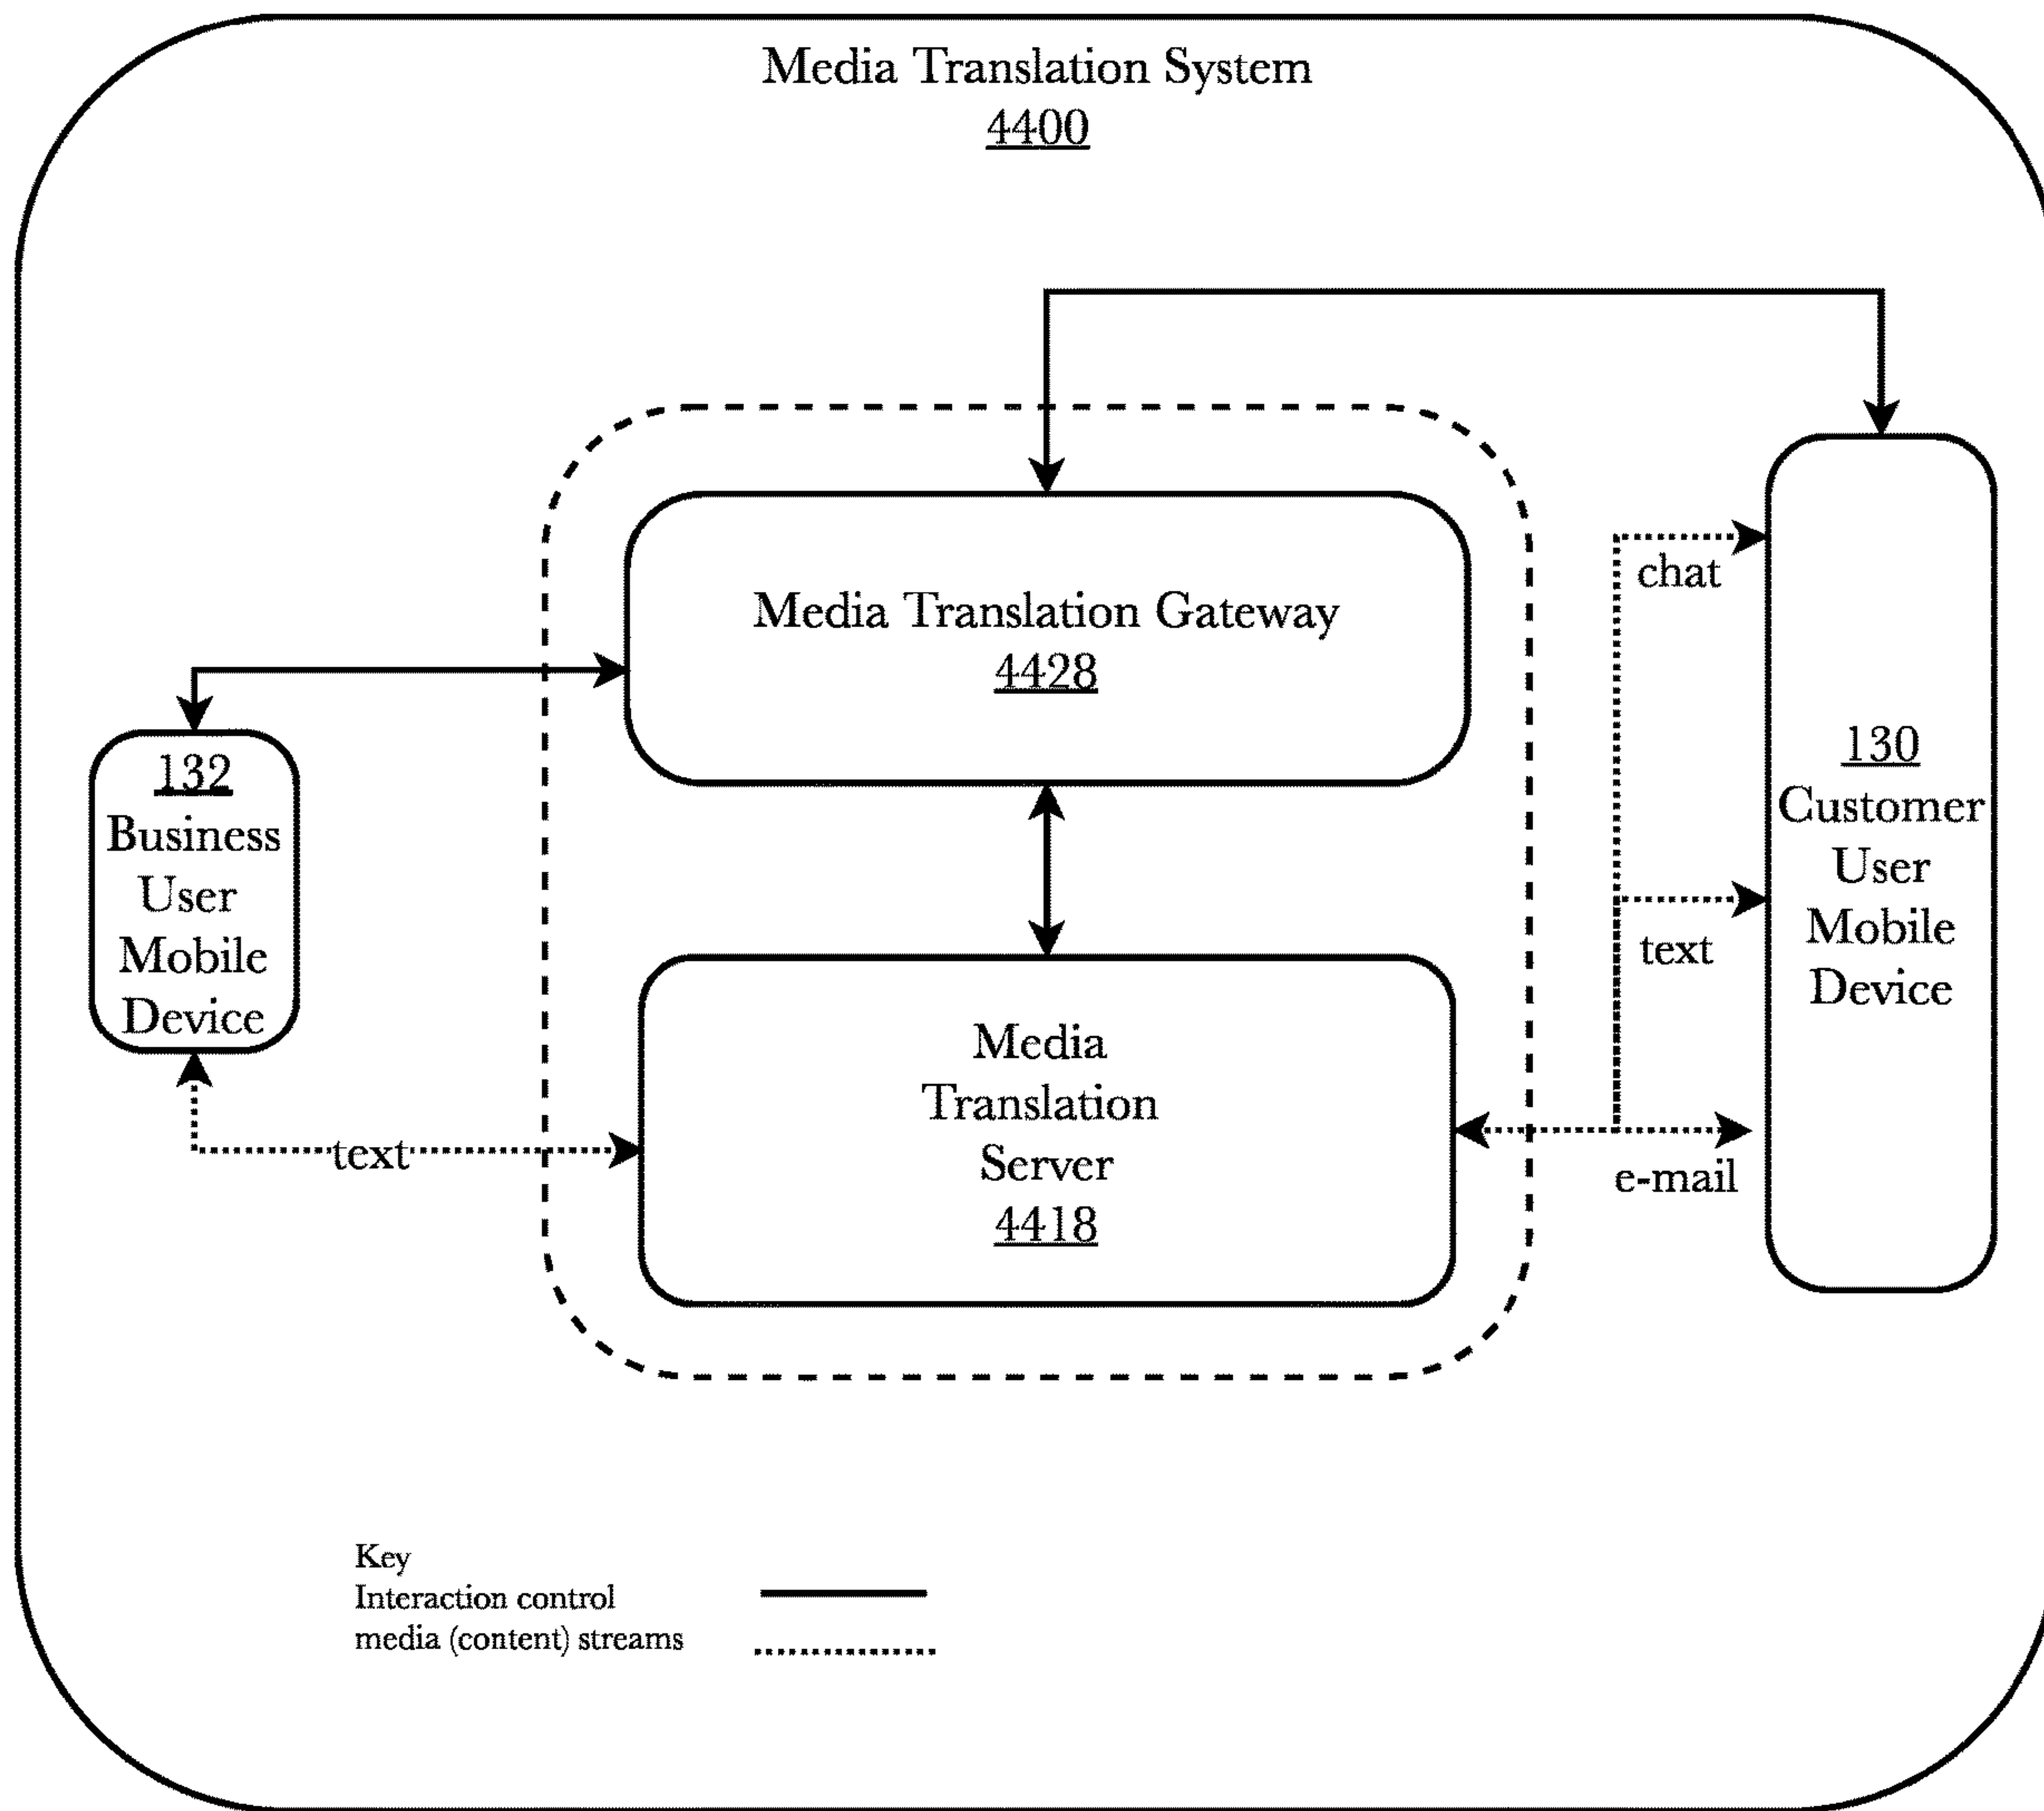 Media Translation System
4400
Media Translation Gateway
4428
132
Business
User
Mobile
Device
chat
130
Customer
User
Mobile
Device
text
Media
Translation
Server
4418
text
e-mail
Key
Interaction control
media (content) streams